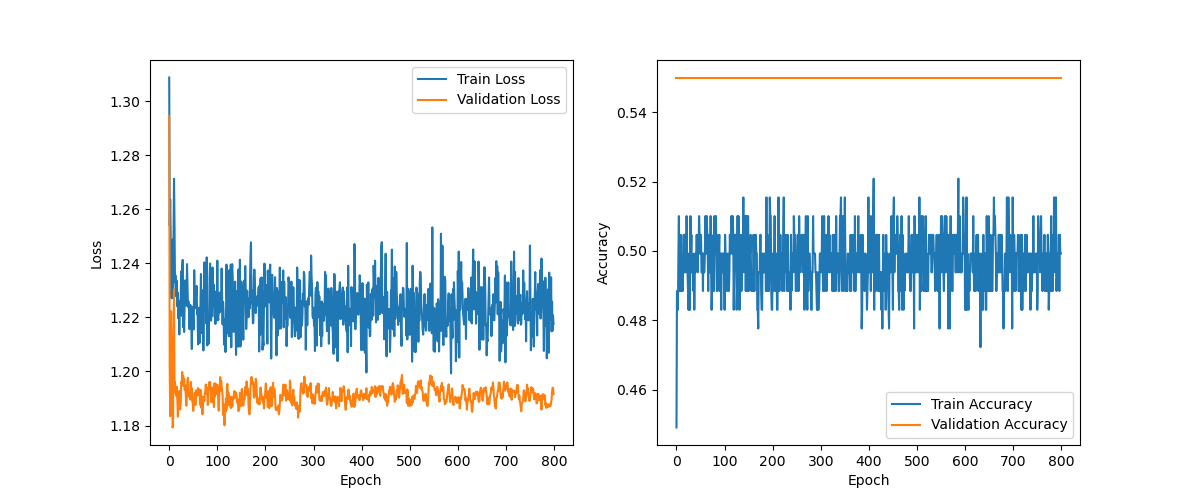 Train Loss
Validation Loss
1.30
1.28
1.26
1.24
1.22
1.20
1.18
Loss
0 100 200 300 400 500 600 700 800
Epoch
0.54
0.52
0.50
0.48
0.46
Accuracy
Train Accuracy
Validation Accuracy
0 100 200 300 400 500 600 700 800
Epoch